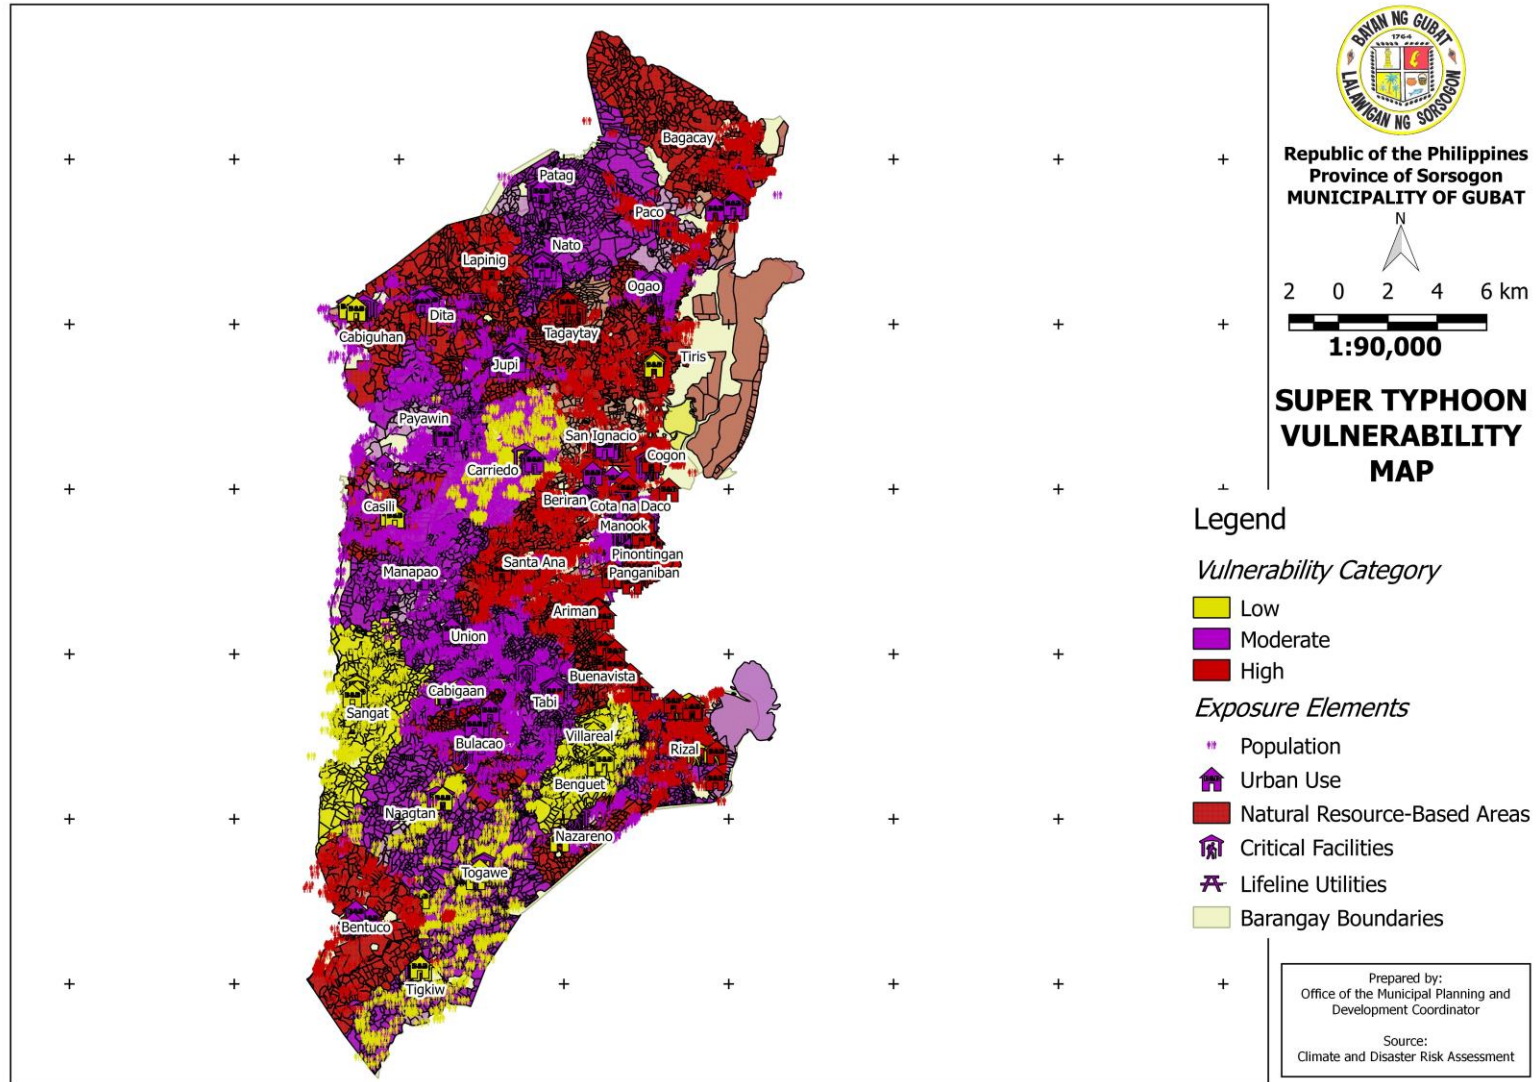 BAYAN NG GUBAT
1764
LALAWIGAN NG SORSOGON
Republic of the Philippines
Province of Sorsogon
MUNICIPALITY OF GUBAT
N
2 0 2 4 6 km
1:90,000
SUPER TYPHOON
VULNERABILITY
MAP
Legend
Vulnerability Category
Low
Moderate
High
Exposure Elements
Population
Urban Use
Natural Resource-Based Areas
Critical Facilities
Lifeline Utilities
Barangay Boundaries
Prepared by:
Office of the Municipal Planning and
Development Coordinator
Source:
Climate and Disaster Risk Assessment
Bagacay
Patag
Paco
Nato
Lapinig
Ogao
Dita
Cabiguhan
Tagaytay
Tiris
Jupi
Payawin
San Ignacio
Cogon
Carriedo
Beriran
Cota na Daco
Casili
Manook
Pinontingan
Santa Ana
Panganiban
Manapao
Ariman
Union
Buenavista
Cabigaan
Tabi
Sangat
Villareal
Bulacao
Rizal
Benguet
Naagtan
Nazareno
Togawe
Bentuco
Tigkiw